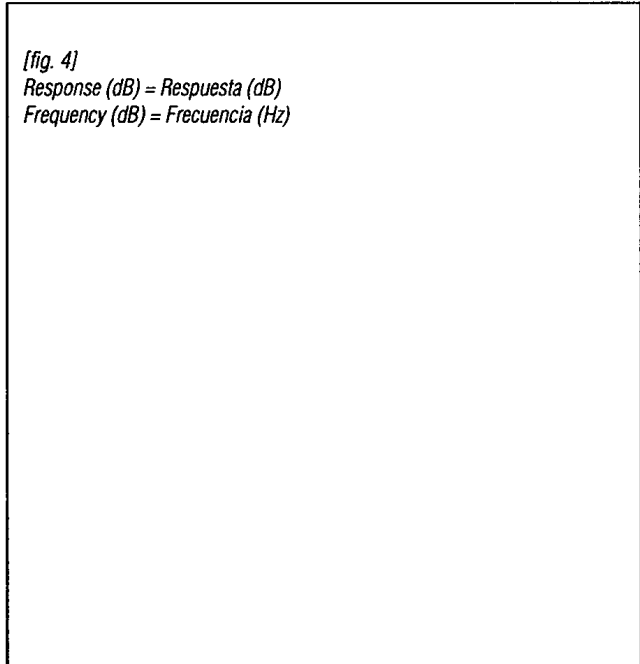 [fig. 4]
Response (dB) = Respuesta (dB)
Frequency (dB) = Frecuencia (Hz)